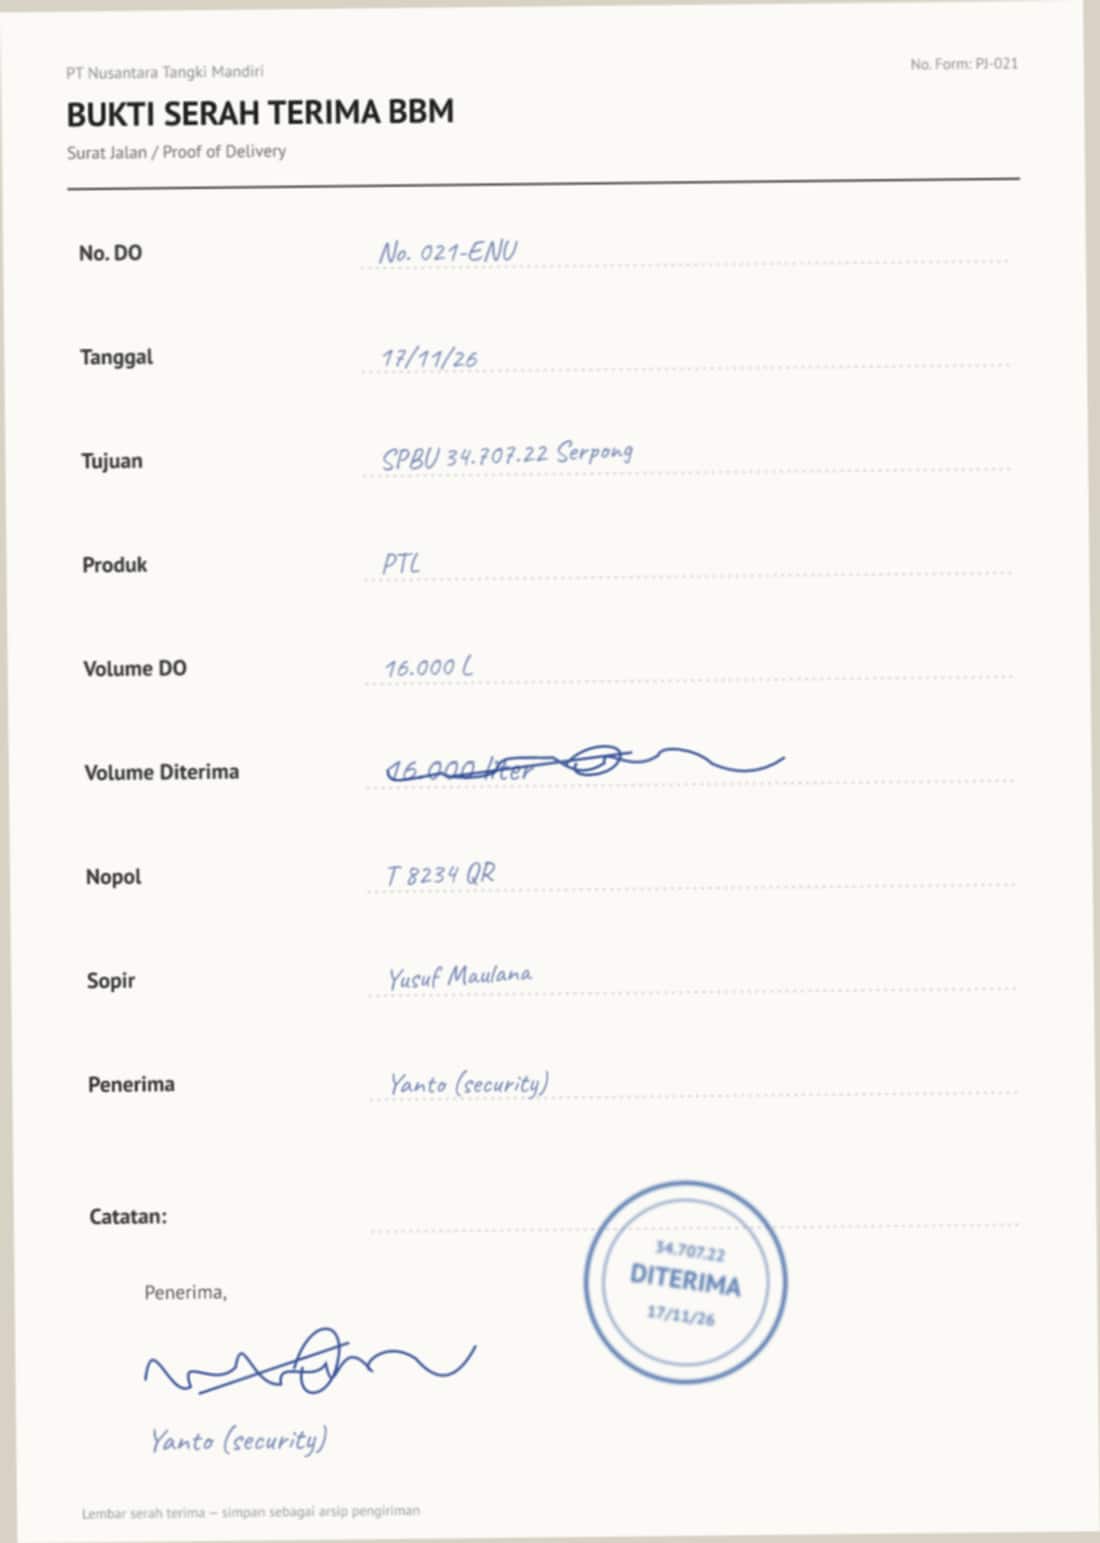 PT Nusantara Tangki Mandiri
No. Form: PJ-021
BUKTI SERAH TERIMA BBM
Surat Jalan / Proof of Delivery
No. DO No. 021-ENU
Tanggal 17/11/26
Tujuan SPBU 34.707.22 Serpong
Produk PTL
Volume DO 16.000 L
Volume Diterima 16.000 liter
Nopol T 8234 QR
Sopir Yusuf Maulana
Penerima Yanto (security)
Catatan:
34.707.22
DITERIMA
17/11/26
Penerima,
Yanto (security)
Lembar serah terima — simpan sebagai arsip pengiriman